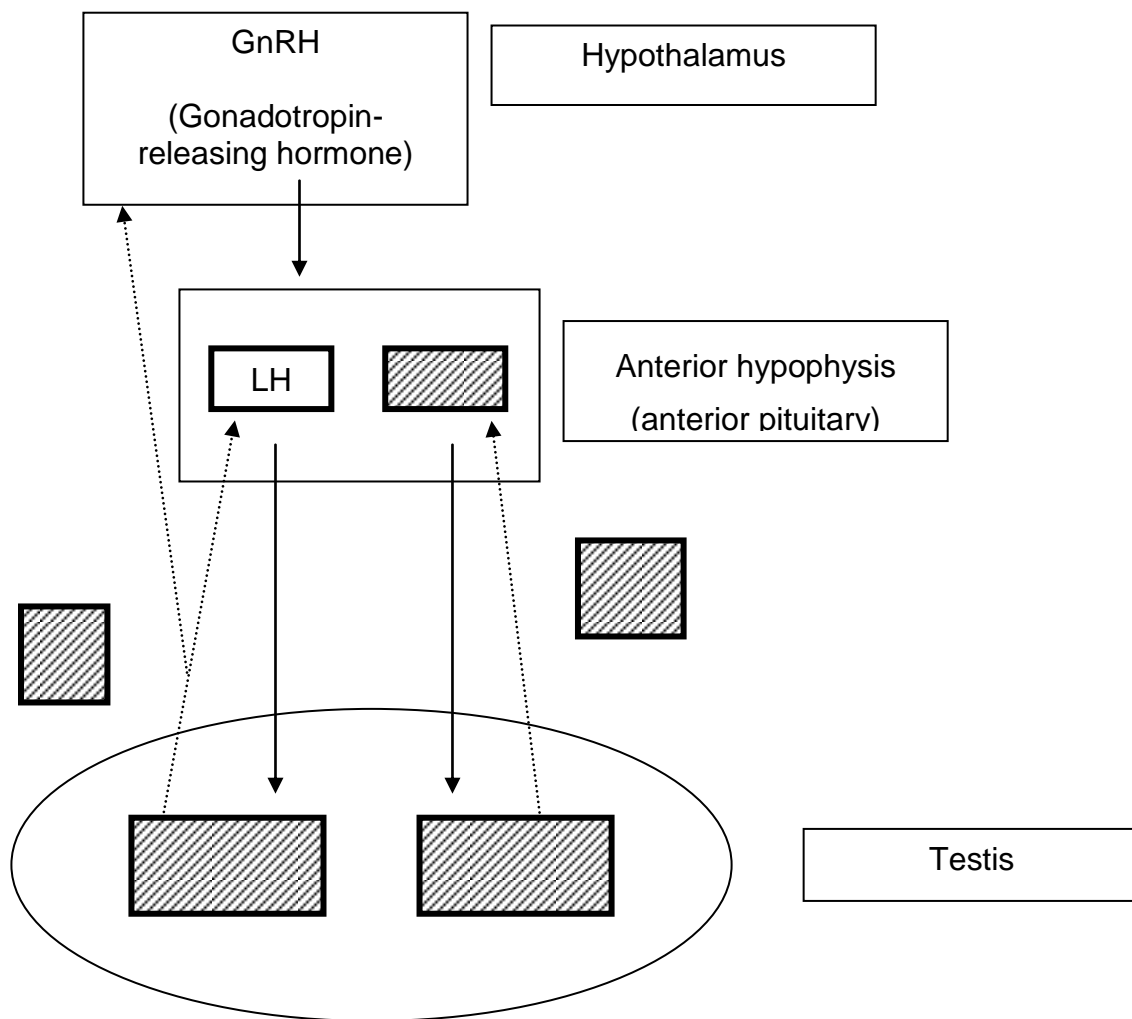 GnRH
(Gonadotropin-
releasing hormone)
Hypothalamus
LH
Anterior hypophysis
(anterior pituitary)
Testis